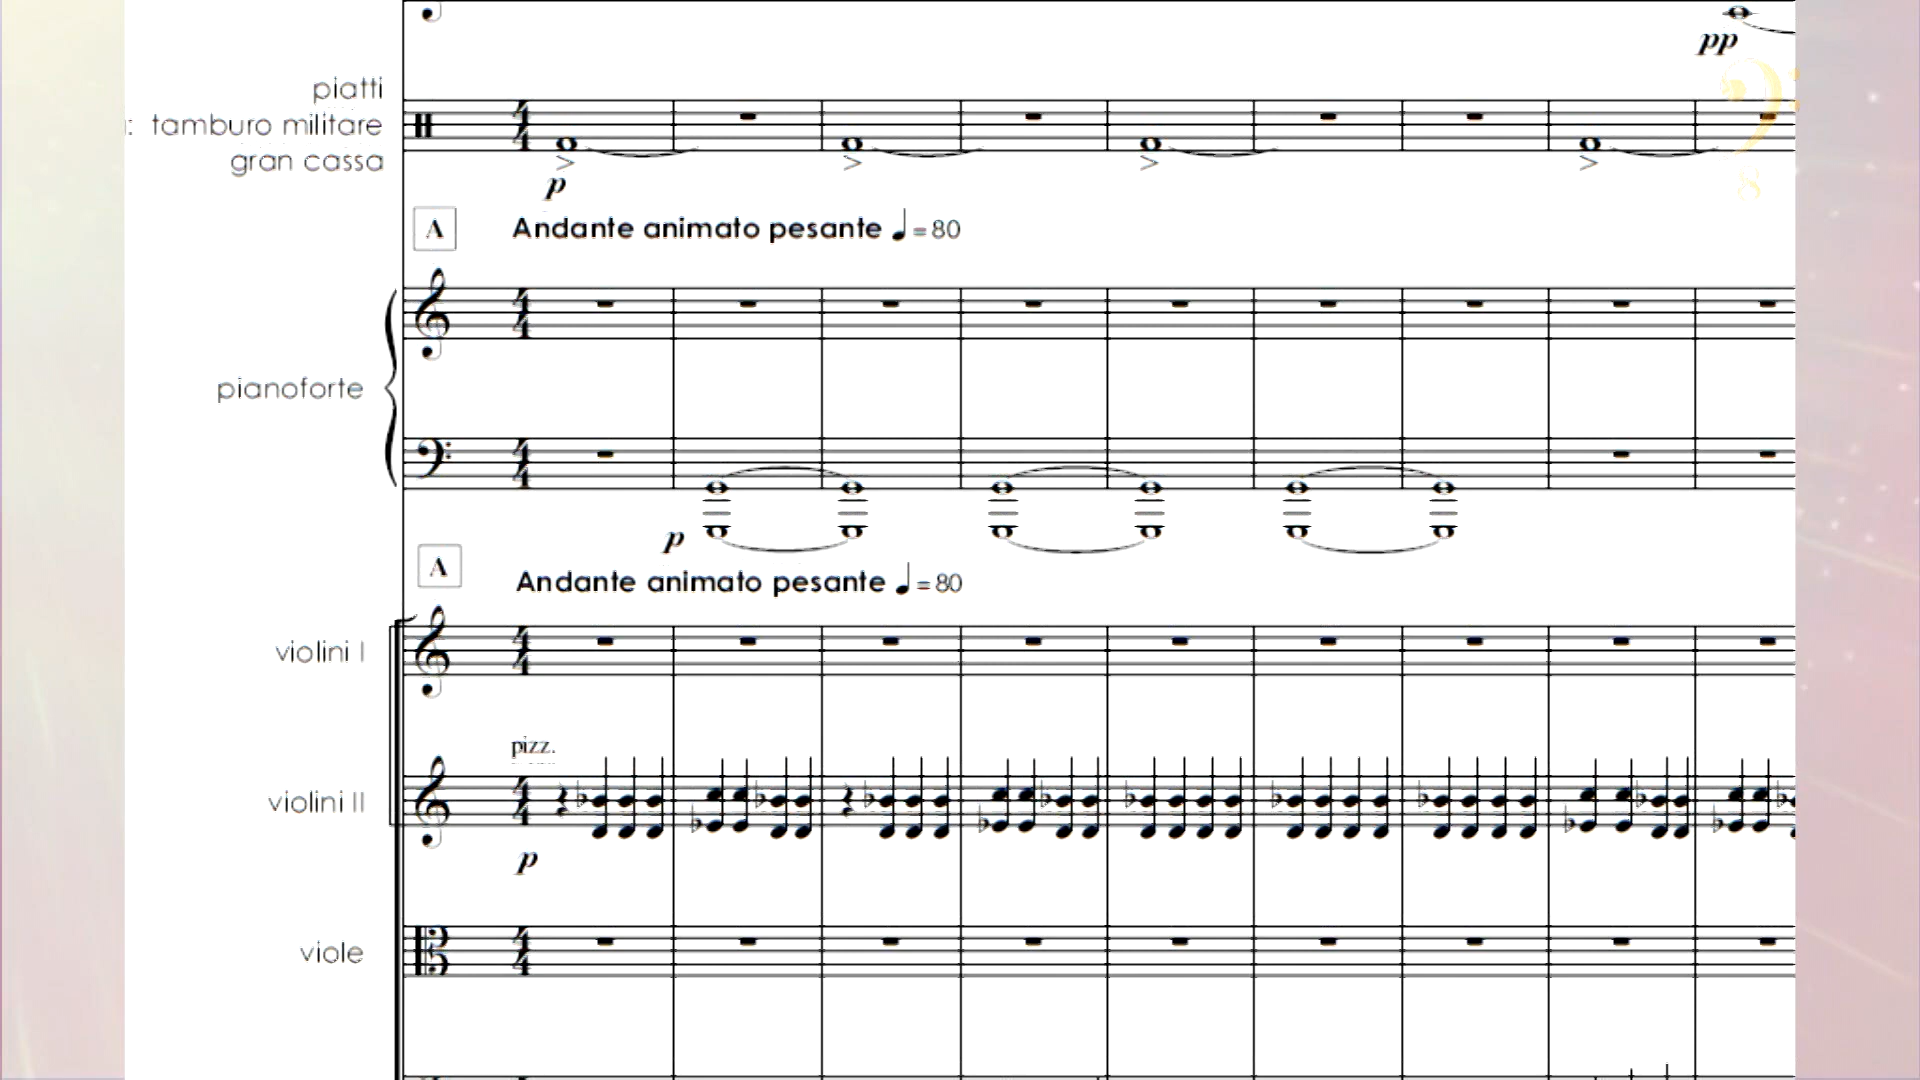 pp
piatti
: tamburo militare
gran cassa
p
A Andante animato pesante ♩ = 80
pianoforte
p
A Andante animato pesante ♩ = 80
violini I
pizz.
violini II
p
viole
8